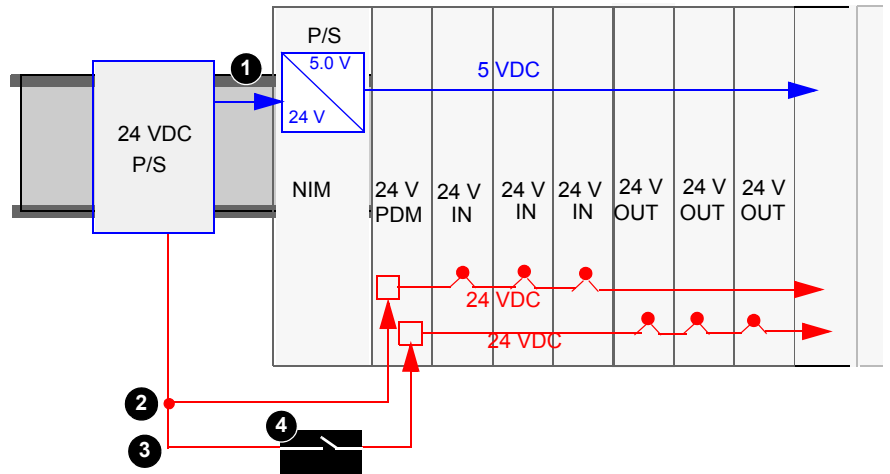 P/S
1
5.0 V
5 VDC
24 V
24 VDC
P/S
NIM
24 V
PDM
24 V
IN
24 V
IN
24 V
IN
24 V
OUT
24 V
OUT
24 V
OUT
24 VDC
24 VDC
2
4
3